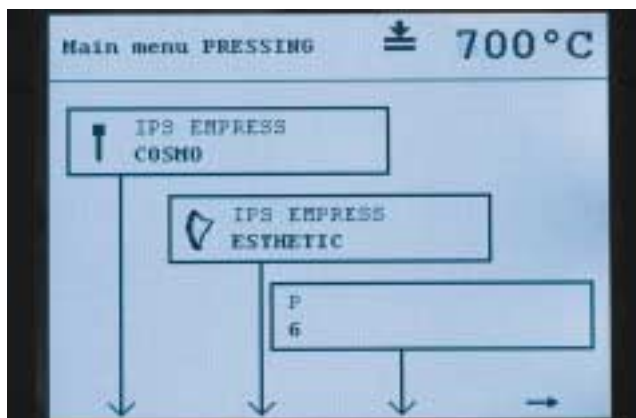 Main menu PRESSING
700°C
IPS EMPRESS
COSMO
IPS EMPRESS
ESTHETIC
P
6